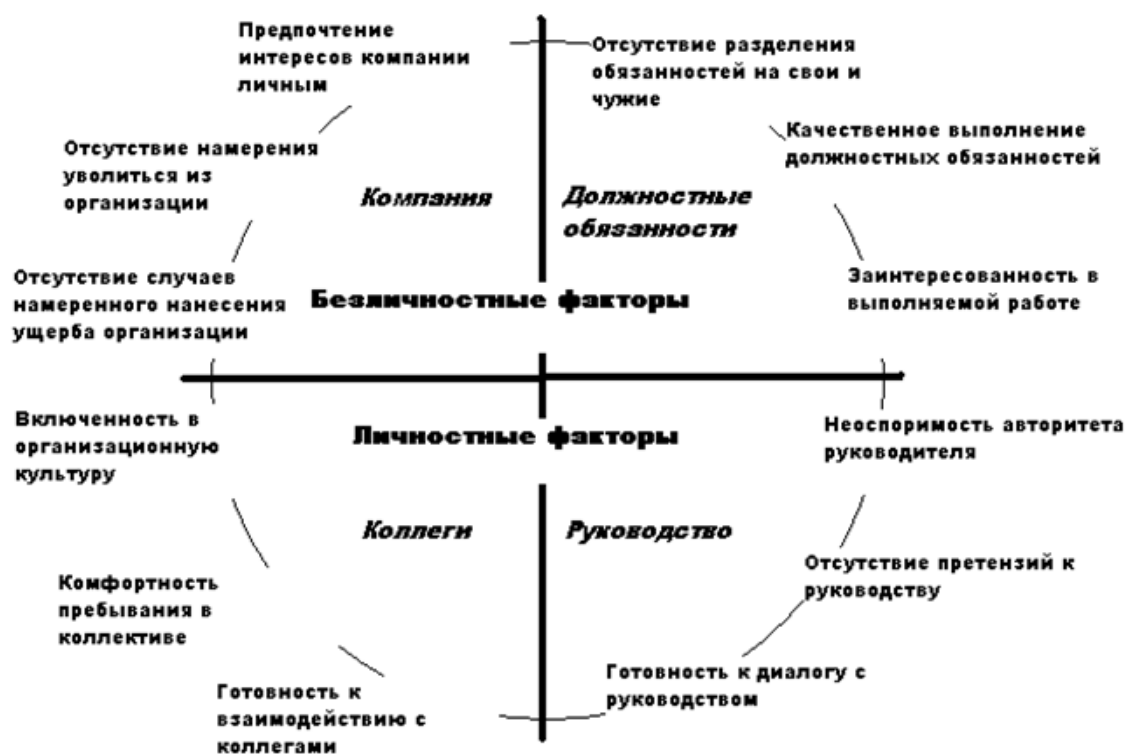 Предпочтение
интересов компании
личным
Отсутствие разделения
обязанностей на свои и
чужие
Отсутствие намерения
уволиться из
организации
Качественное выполнение
должностных обязанностей
Компания
Должностные
обязанности
Отсутствие случаев
намеренного нанесения
ущерба организации
Заинтересованность в
выполняемой работе
Безличностные факторы
Личностные факторы
Включенность в
организационную
культуру
Неоспоримость авторитета
руководителя
Коллеги
Руководство
Комфортность
пребывания в
коллективе
Отсутствие претензий к
руководству
Готовность к
взаимодействию с
коллегами
Готовность к диалогу с
руководством